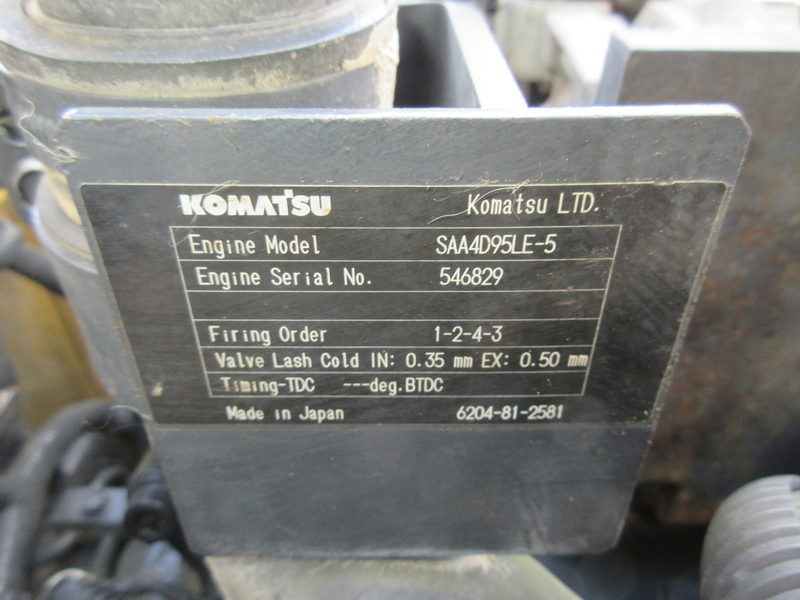 KOMATSU Komatsu LTD.
Engine Model SAA4D95LE-5
Engine Serial No. 546829
Firing Order 1-2-4-3
Valve Lash Cold IN: 0.35 mm EX: 0.50 mm
Timing-TDC ---deg.BTDC
Made in Japan 6204-81-2581